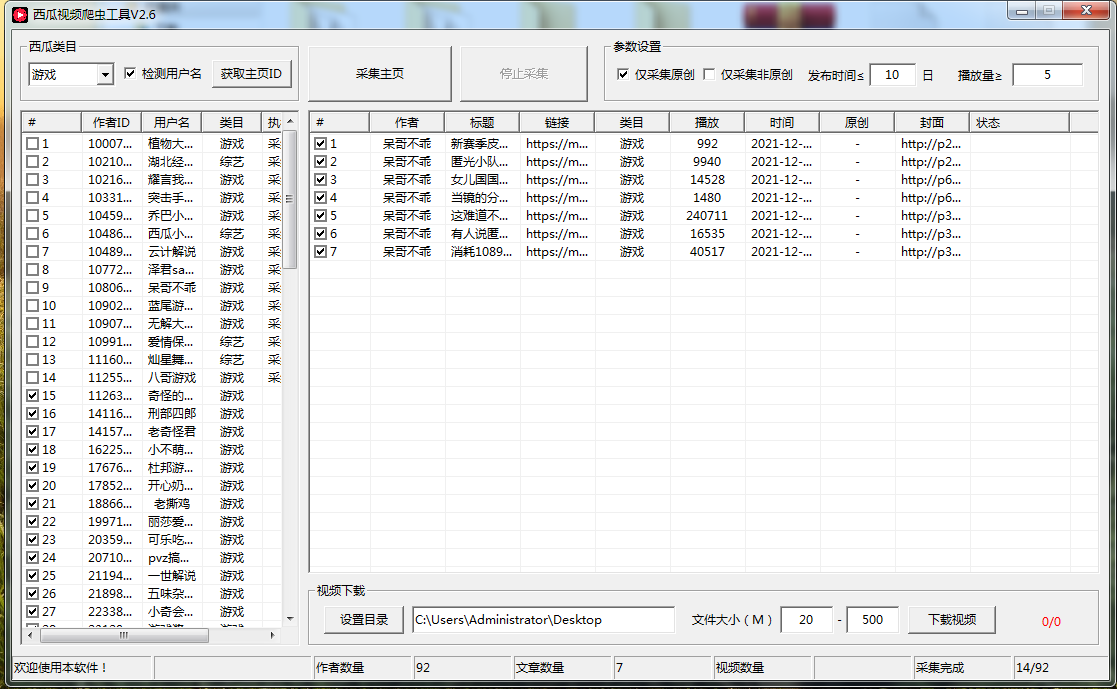 西瓜视频爬虫工具V2.6
西瓜类目
游戏
检测用户名
获取主页ID
采集主页
停止采集
参数设置
仅采集原创 仅采集非原创 发布时间≤ 10 日 播放量≥ 5
# 作者ID 用户名 类目 执
1 10007... 植物大... 游戏 采
2 10210... 湖北经... 综艺 采
3 10216... 耀言我... 游戏 采
4 10331... 突击手... 游戏 采
5 10459... 乔巴小... 游戏 采
6 10486... 西瓜小... 综艺 采
7 10489... 云计解说 游戏 采
8 10772... 泽君sa... 游戏 采
9 10806... 呆哥不乖 游戏 采
10 10902... 蓝尾游... 游戏 采
11 10907... 无解大... 游戏 采
12 10991... 爱情保... 综艺 采
13 11160... 灿星舞... 综艺 采
14 11255... 八哥游戏 游戏 采
15 11263... 奇怪的... 游戏
16 14116... 刑部四郎 游戏
17 14157... 老奇怪君 游戏
18 16225... 小不萌... 游戏
19 17676... 杜邦游... 游戏
20 17852... 开心奶... 游戏
21 18866... 老撕鸡 游戏
22 19971... 丽莎爱... 游戏
23 20359... 可乐吃... 游戏
24 20710... pvz搞... 游戏
25 21194... 一世解说 游戏
26 21898... 五味杂... 游戏
27 22338... 小奇会... 游戏
# 作者 标题 链接 类目 播放 时间 原创 封面 状态
1 呆哥不乖 新赛季皮... https://m... 游戏 992 2021-12-... - http://p2...
2 呆哥不乖 匿光小队... https://m... 游戏 9940 2021-12-... - http://p2...
3 呆哥不乖 女儿国国... https://m... 游戏 14528 2021-12-... - http://p6...
4 呆哥不乖 当镜的分... https://m... 游戏 1480 2021-12-... - http://p6...
5 呆哥不乖 这难道不... https://m... 游戏 240711 2021-12-... - http://p3...
6 呆哥不乖 有人说匿... https://m... 游戏 16535 2021-12-... - http://p3...
7 呆哥不乖 消耗1089... https://m... 游戏 40517 2021-12-... - http://p3...
视频下载
设置目录 C:\Users\Administrator\Desktop 文件大小（M） 20 - 500 下载视频 0/0
欢迎使用本软件！ 作者数量 92 文章数量 7 视频数量 采集完成 14/92